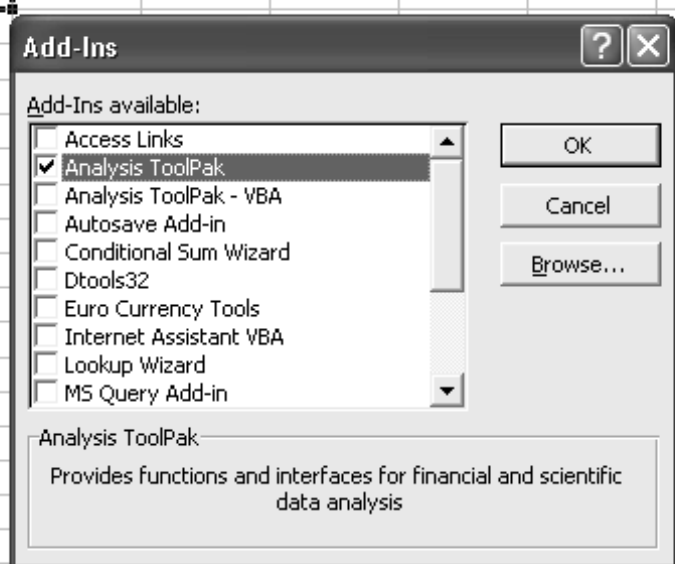 Add-Ins
Add-Ins available:
Access Links
Analysis ToolPak
Analysis ToolPak - VBA
Autosave Add-in
Conditional Sum Wizard
Dtools32
Euro Currency Tools
Internet Assistant VBA
Lookup Wizard
MS Query Add-in
OK
Cancel
Browse...
Analysis ToolPak
Provides functions and interfaces for financial and scientific
data analysis